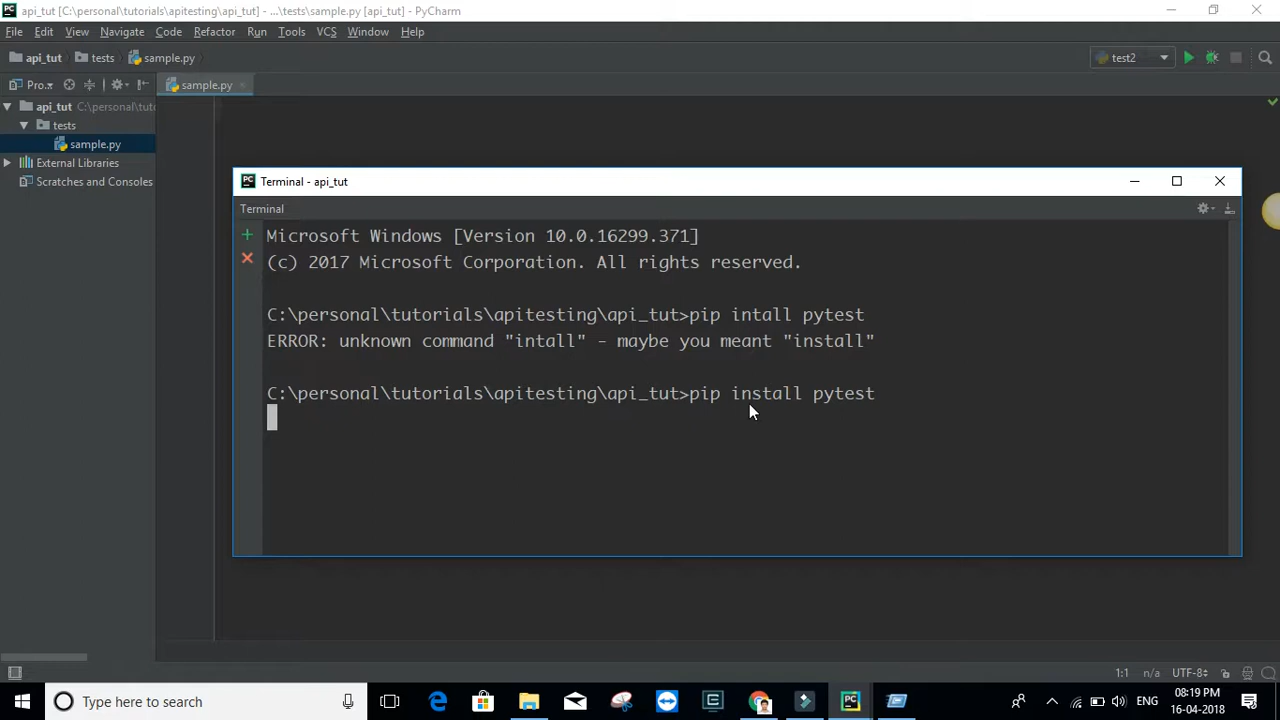 api_tut [C:\personal\tutorials\apitesting\api_tut] - ...\tests\sample.py [api_tut] - PyCharm
File Edit View Navigate Code Refactor Run Tools VCS Window Help
api_tut tests sample.py test2
Pro.. sample.py
api_tut C:\personal\tuto
tests
sample.py
External Libraries
Scratches and Consoles
PC Terminal - api_tut
Terminal
Microsoft Windows [Version 10.0.16299.371]
(c) 2017 Microsoft Corporation. All rights reserved.
C:\personal\tutorials\apitesting\api_tut>pip intall pytest
ERROR: unknown command "intall" - maybe you meant "install"
C:\personal\tutorials\apitesting\api_tut>pip install pytest
1:1 n/a UTF-8
Type here to search
ENG
08:19 PM
16-04-2018